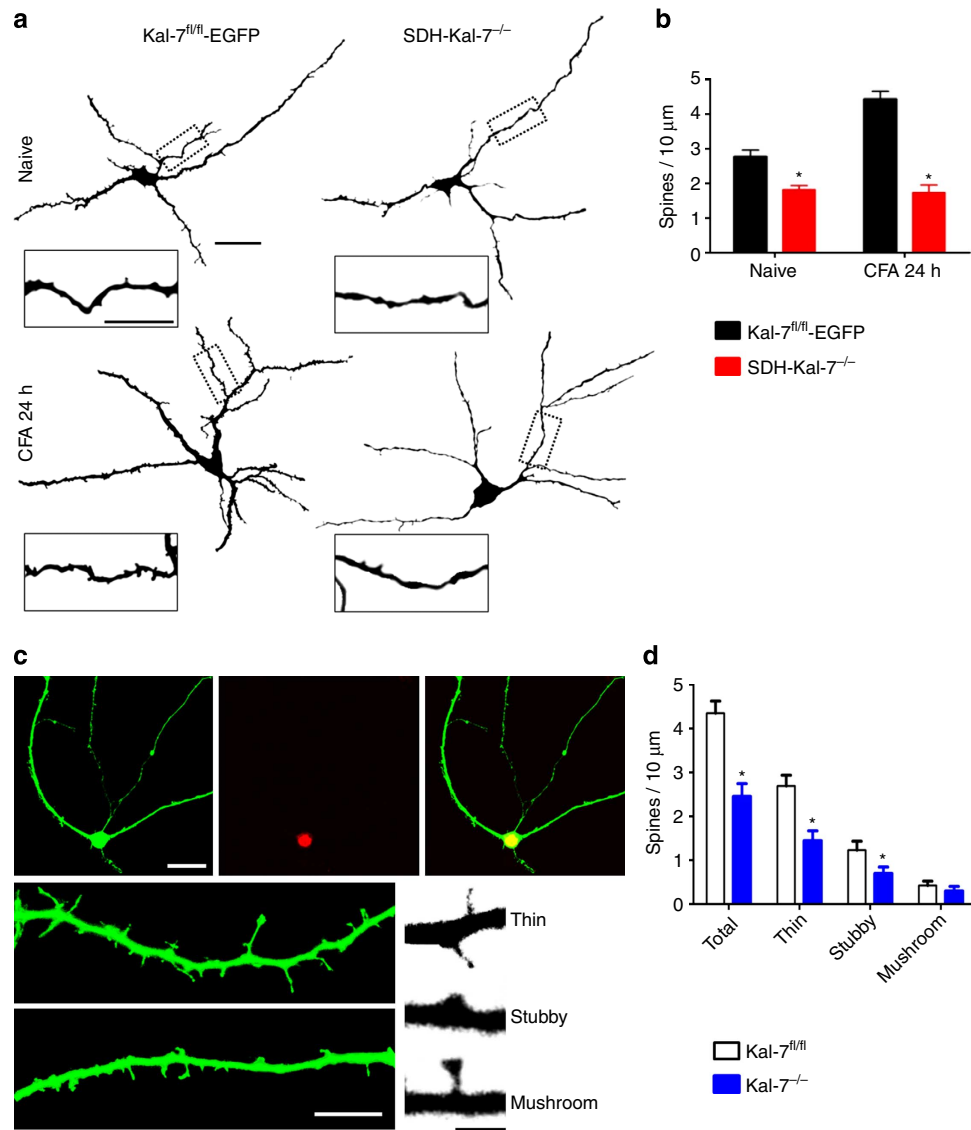 a
Kal-7fl/fl-EGFP
SDH-Kal-7–/–
Naive
CFA 24 h
b
5
4
3
2
1
0
Spines / 10 µm
*
*
Naive
CFA 24 h
Kal-7fl/fl-EGFP
SDH-Kal-7–/–
c
Thin
Stubby
Mushroom
d
5
4
3
2
1
0
Spines / 10 µm
*
*
*
Total
Thin
Stubby
Mushroom
Kal-7fl/fl
Kal-7–/–